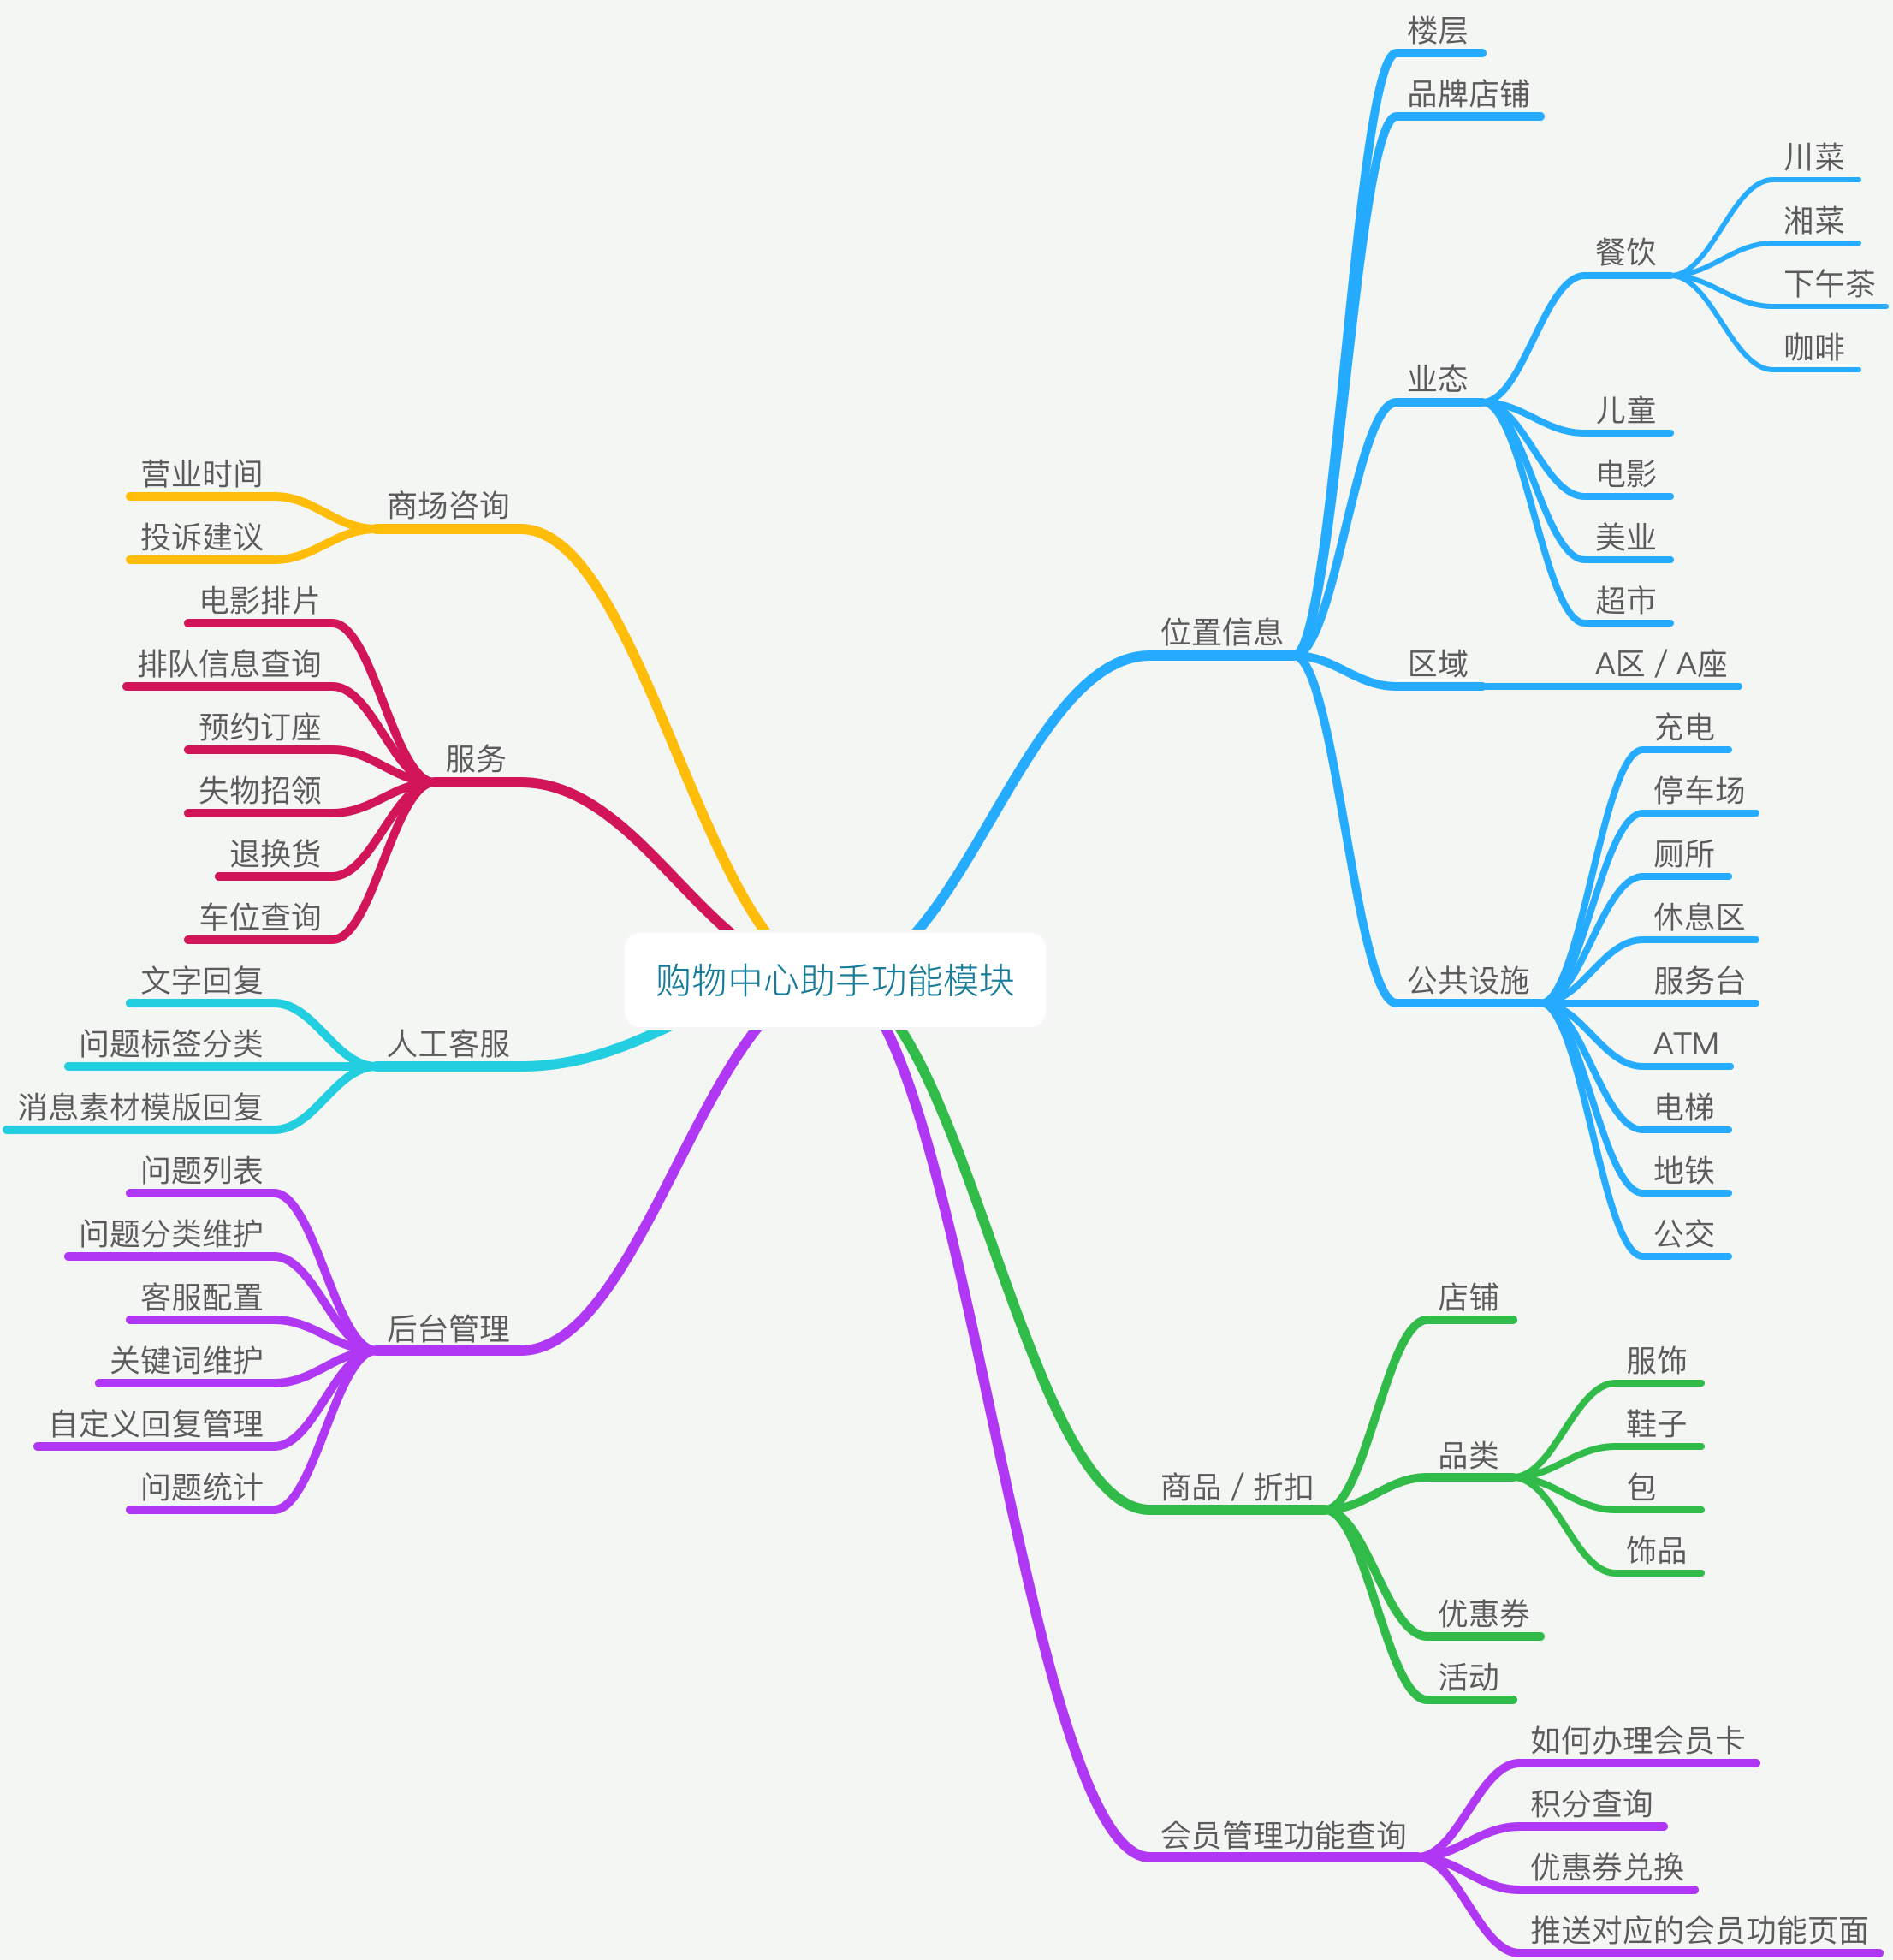 购物中心助手功能模块
位置信息
楼层
品牌店铺
业态
餐饮
川菜
湘菜
下午茶
咖啡
儿童
电影
美业
超市
区域
A区 / A座
公共设施
充电
停车场
厕所
休息区
服务台
ATM
电梯
地铁
公交
商品 / 折扣
店铺
品类
服饰
鞋子
包
饰品
优惠券
活动
会员管理功能查询
如何办理会员卡
积分查询
优惠券兑换
推送对应的会员功能页面
商场咨询
营业时间
投诉建议
服务
电影排片
排队信息查询
预约订座
失物招领
退换货
车位查询
人工客服
文字回复
问题标签分类
消息素材模版回复
后台管理
问题列表
问题分类维护
客服配置
关键词维护
自定义回复管理
问题统计